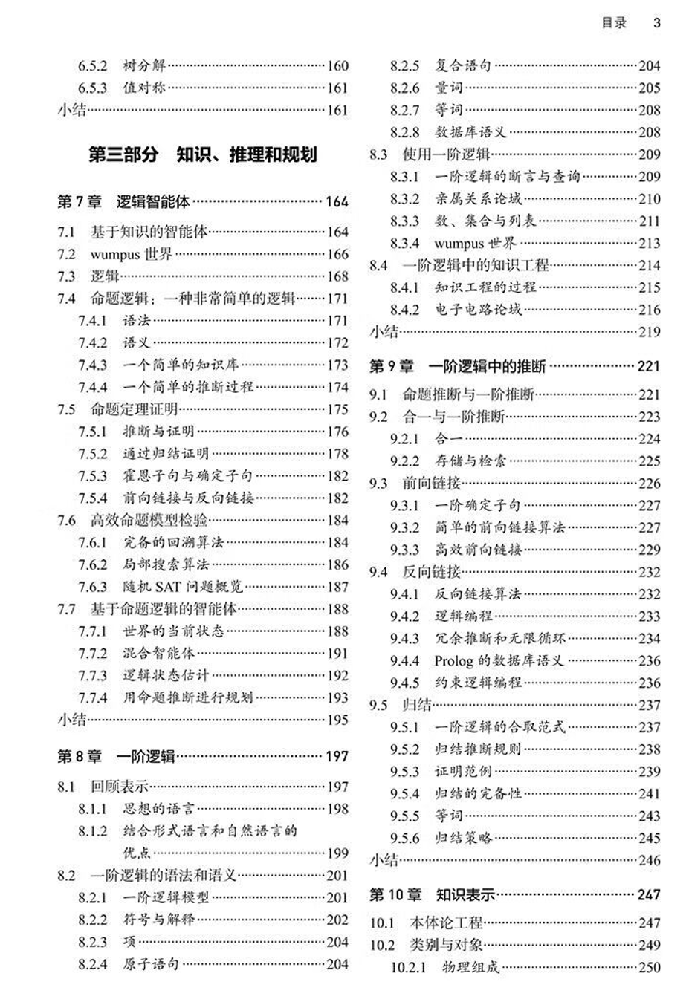 目录 3
6.5.2 树分解 160
6.5.3 值对称 161
小结 161
第三部分 知识、推理和规划
第 7 章 逻辑智能体 164
7.1 基于知识的智能体 164
7.2 wumpus 世界 166
7.3 逻辑 168
7.4 命题逻辑：一种非常简单的逻辑 171
7.4.1 语法 171
7.4.2 语义 172
7.4.3 一个简单的知识库 173
7.4.4 一个简单的推断过程 174
7.5 命题定理证明 175
7.5.1 推断与证明 176
7.5.2 通过归结证明 178
7.5.3 霍恩子句与确定子句 182
7.5.4 前向链接与反向链接 182
7.6 高效命题模型检验 184
7.6.1 完备的回溯算法 184
7.6.2 局部搜索算法 186
7.6.3 随机 SAT 问题概览 187
7.7 基于命题逻辑的智能体 188
7.7.1 世界的当前状态 188
7.7.2 混合智能体 191
7.7.3 逻辑状态估计 192
7.7.4 用命题推断进行规划 193
小结 195
第 8 章 一阶逻辑 197
8.1 回顾表示 197
8.1.1 思想的语言 198
8.1.2 结合形式语言和自然语言的
优点 199
8.2 一阶逻辑的语法和语义 201
8.2.1 一阶逻辑模型 201
8.2.2 符号与解释 202
8.2.3 项 204
8.2.4 原子语句 204
8.2.5 复合语句 204
8.2.6 量词 205
8.2.7 等词 208
8.2.8 数据库语义 208
8.3 使用一阶逻辑 209
8.3.1 一阶逻辑的断言与查询 209
8.3.2 亲属关系论域 210
8.3.3 数、集合与列表 211
8.3.4 wumpus 世界 213
8.4 一阶逻辑中的知识工程 214
8.4.1 知识工程的过程 215
8.4.2 电子电路论域 216
小结 219
第 9 章 一阶逻辑中的推断 221
9.1 命题推断与一阶推断 221
9.2 合一与一阶推断 223
9.2.1 合一 224
9.2.2 存储与检索 225
9.3 前向链接 226
9.3.1 一阶确定子句 227
9.3.2 简单的前向链接算法 227
9.3.3 高效前向链接 229
9.4 反向链接 232
9.4.1 反向链接算法 232
9.4.2 逻辑编程 233
9.4.3 冗余推断和无限循环 234
9.4.4 Prolog 的数据库语义 236
9.4.5 约束逻辑编程 236
9.5 归结 237
9.5.1 一阶逻辑的合取范式 237
9.5.2 归结推断规则 238
9.5.3 证明范例 239
9.5.4 归结的完备性 241
9.5.5 等词 243
9.5.6 归结策略 245
小结 246
第 10 章 知识表示 247
10.1 本体论工程 247
10.2 类别与对象 249
10.2.1 物理组成 250